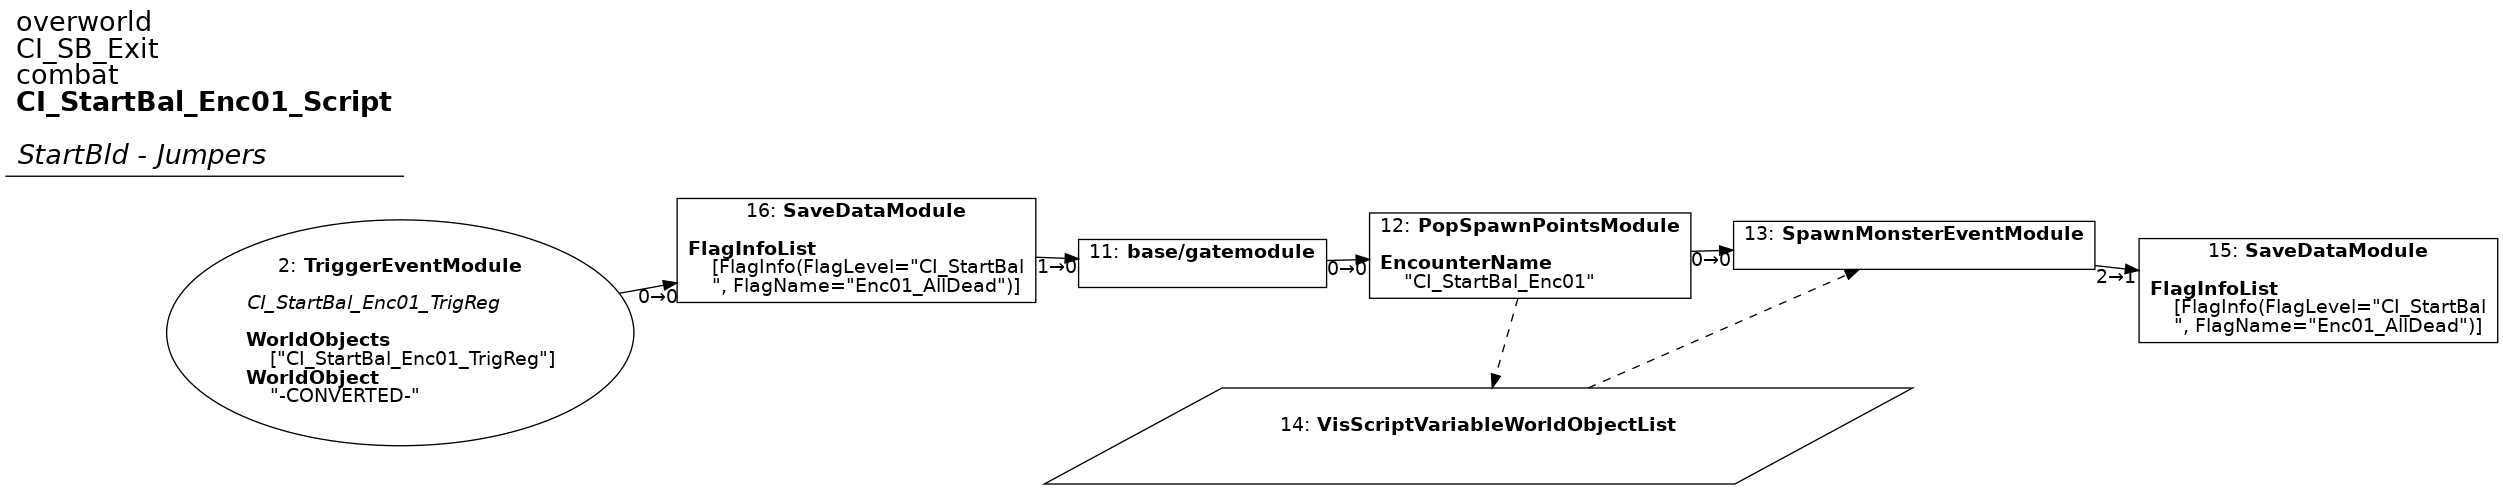 overworld
CI_SB_Exit
combat
CI_StartBal_Enc01_Script
StartBld - Jumpers
2: TriggerEventModule
CI_StartBal_Enc01_TrigReg
WorldObjects
["CI_StartBal_Enc01_TrigReg"]
WorldObject
"-CONVERTED-"
0→0
16: SaveDataModule
FlagInfoList
[FlagInfo(FlagLevel="CI_StartBal
", FlagName="Enc01_AllDead")]
1→0
11: base/gatemodule
0→0
12: PopSpawnPointsModule
EncounterName
"CI_StartBal_Enc01"
0→0
13: SpawnMonsterEventModule
2→1
15: SaveDataModule
FlagInfoList
[FlagInfo(FlagLevel="CI_StartBal
", FlagName="Enc01_AllDead")]
14: VisScriptVariableWorldObjectList